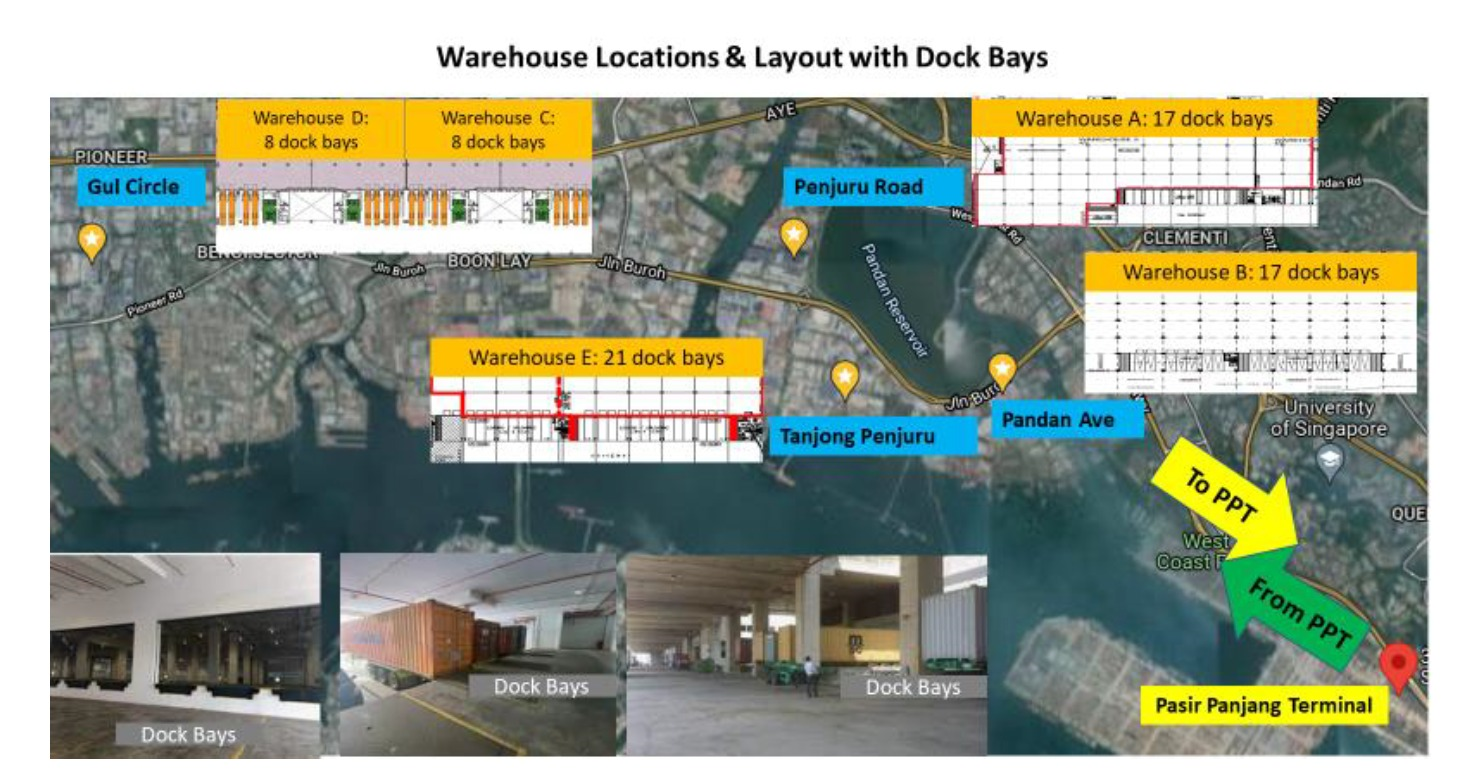 Warehouse Locations & Layout with Dock Bays
Warehouse D:
8 dock bays
Warehouse C:
8 dock bays
AYE
Warehouse A: 17 dock bays
PIONEER
Gul Circle
Penjuru Road
CLEMENTI
BOON LAY
Jln Buroh
Jln Buroh
Pioneer Rd
Pandan Reservoir
Warehouse B: 17 dock bays
Warehouse E: 21 dock bays
Tanjong Penjuru
Pandan Ave
University
of Singapore
To PPT
West
Coast
From PPT
Pasir Panjang Terminal
Dock Bays
Dock Bays
Dock Bays